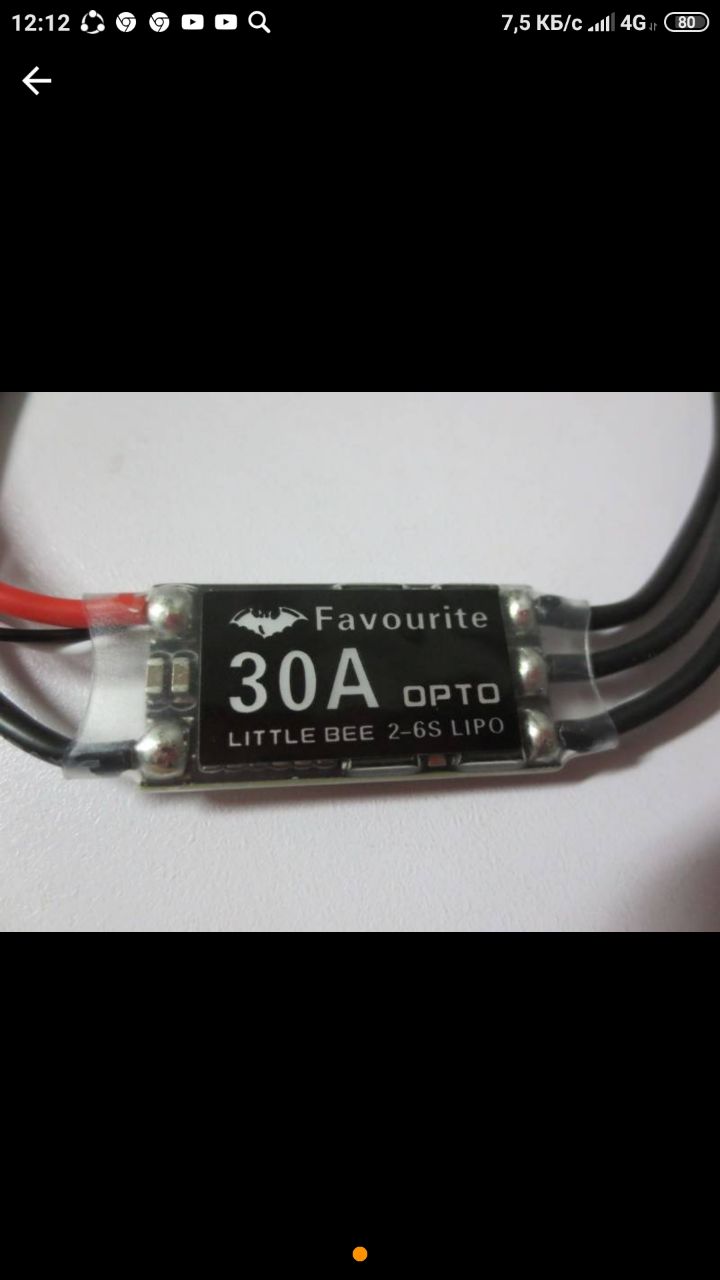 12:12 7,5 КБ/с 4G 80
Favourite
30A OPTO
LITTLE BEE 2-6S LIPO